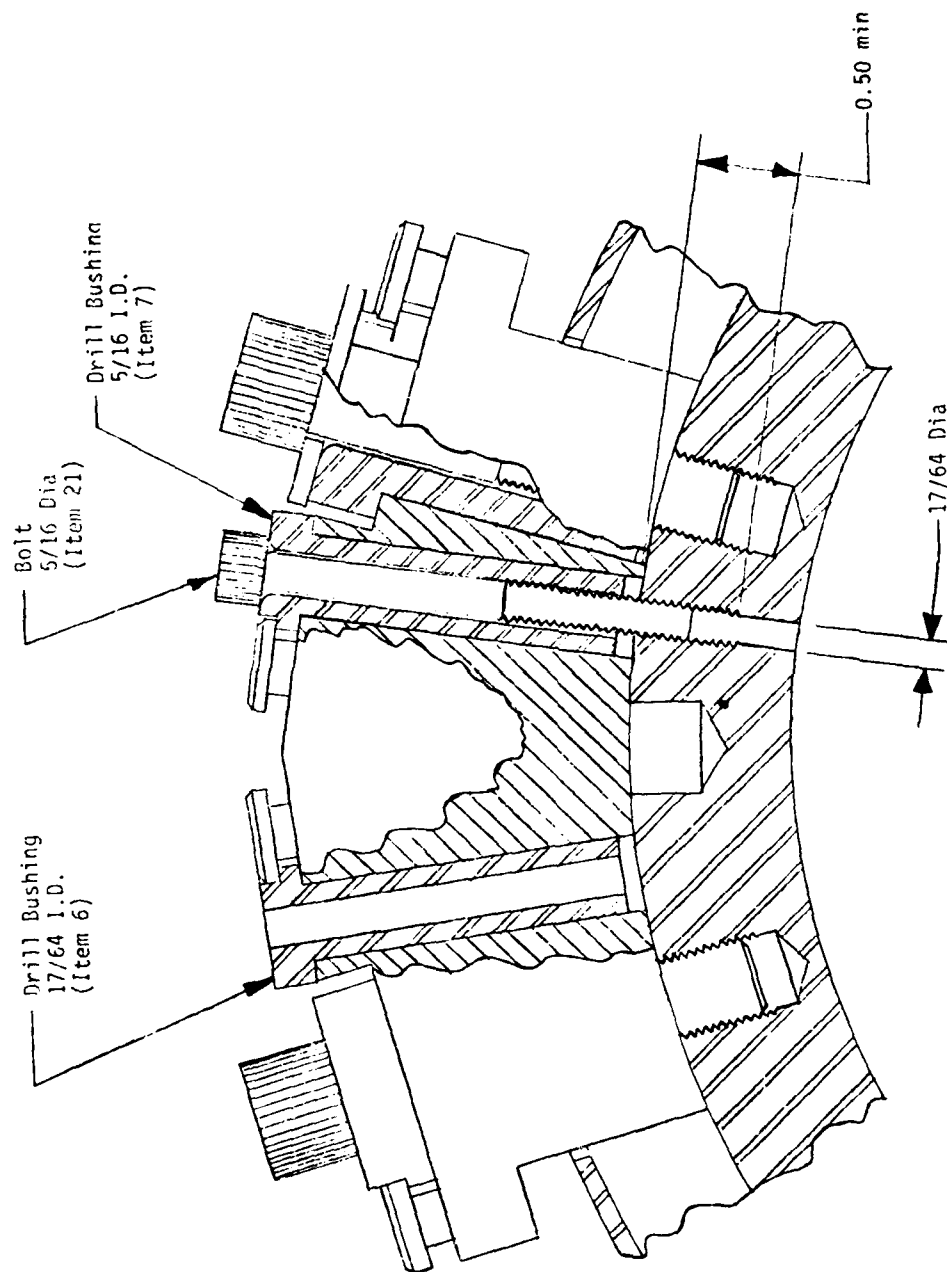 Drill Bushing
17/64 I.D.
(Item 6)
Bolt
5/16 Dia
(Item 21)
Drill Bushing
5/16 I.D.
(Item 7)
0.50 min
17/64 Dia